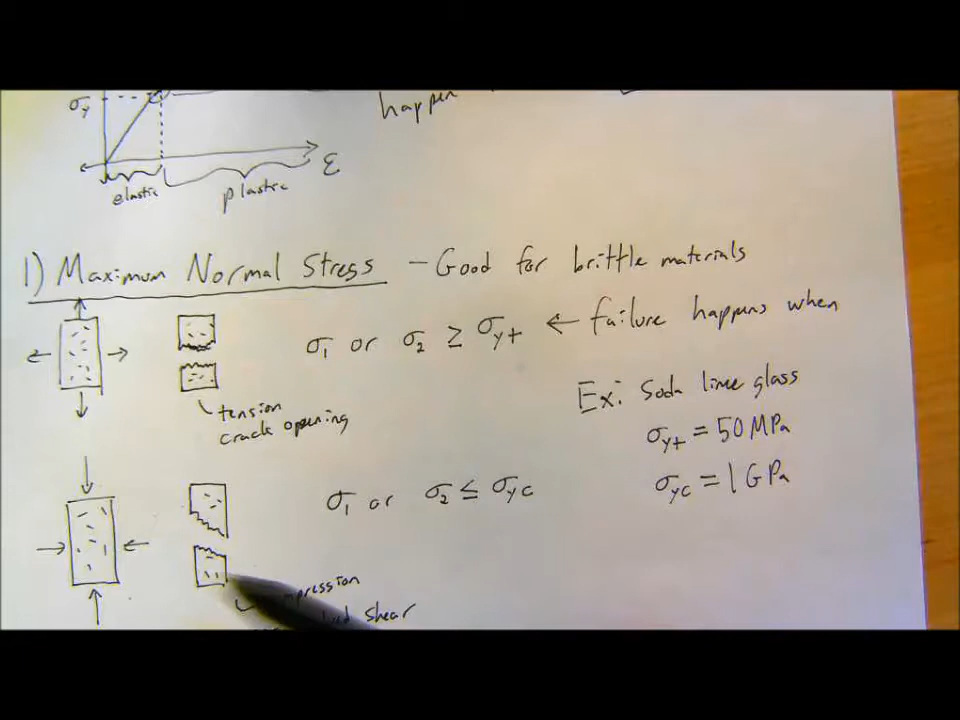 σy
happen
ε
elastic
plastic
1) Maximum Normal Stress - Good for brittle materials
σ1 or σ2 ≥ σy+ ← failure happens when
tension
crack opening
Ex: Soda lime glass
σy+ = 50 MPa
σyc = 1 GPa
σ1 or σ2 ≤ σyc
shear